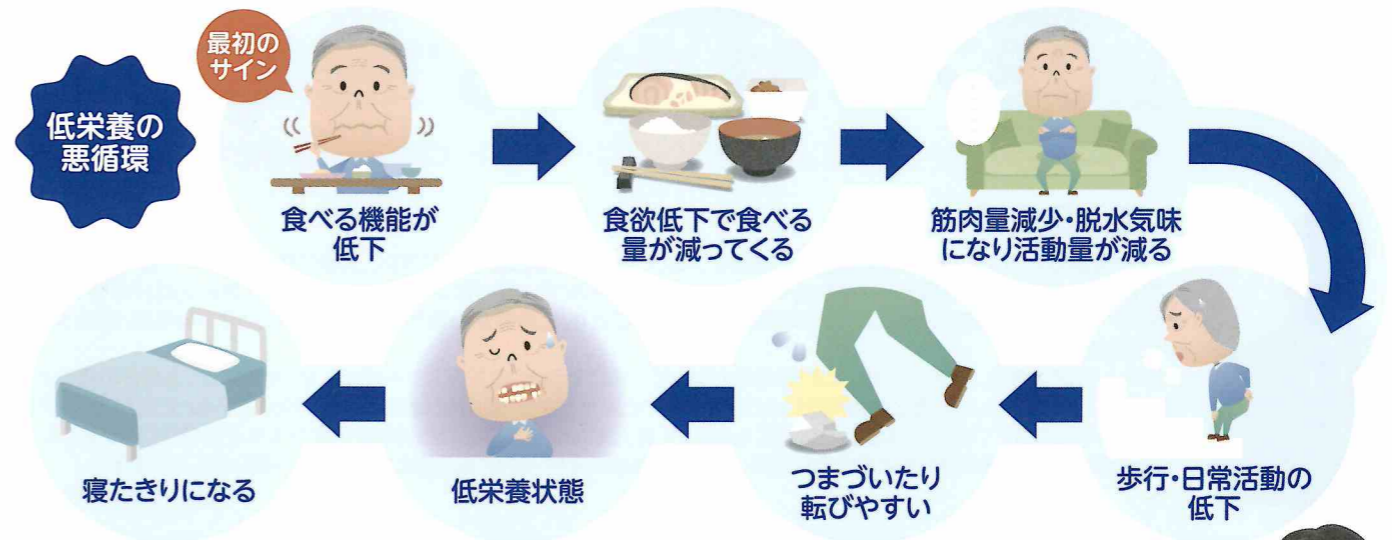 低栄養の
悪循環
最初の
サイン
食べる機能が
低下
食欲低下で食べる
量が減ってくる
筋肉量減少・脱水気味
になり活動量が減る
歩行・日常活動の
低下
つまづいたり
転びやすい
低栄養状態
寝たきりになる